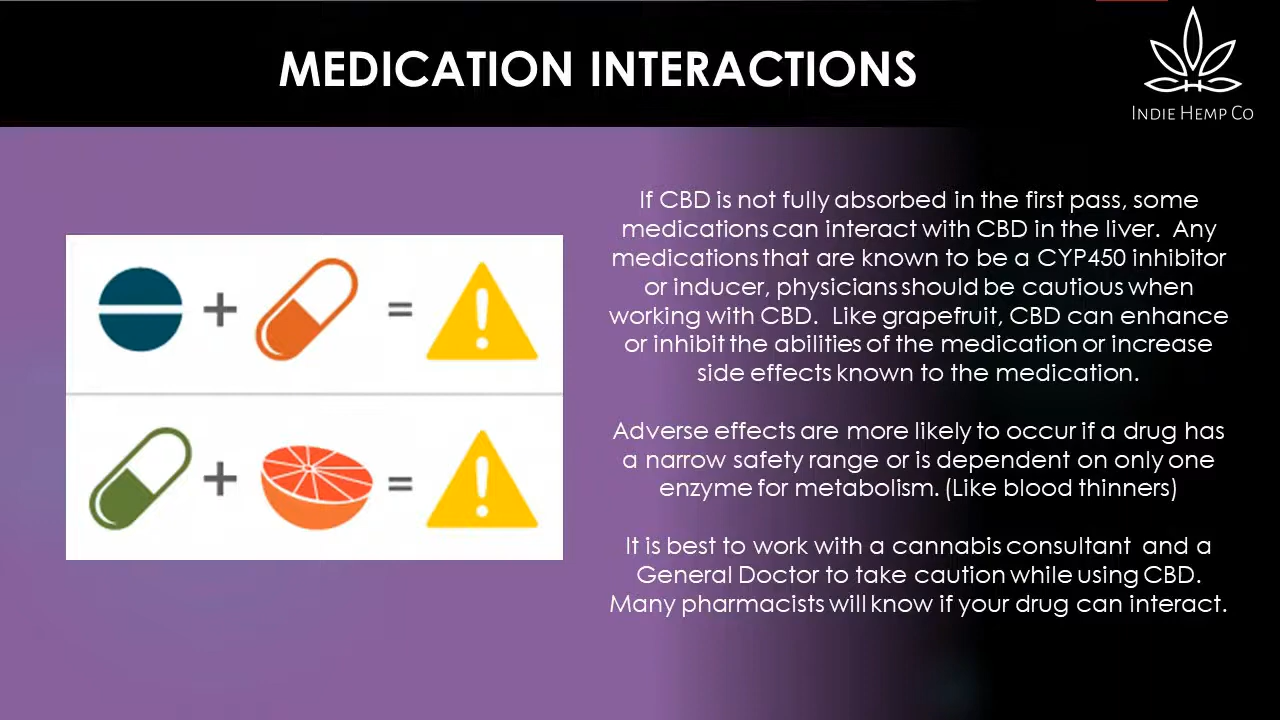 MEDICATION INTERACTIONS
INDIE HEMP CO
If CBD is not fully absorbed in the first pass, some
medications can interact with CBD in the liver.  Any
medications that are known to be a CYP450 inhibitor
or inducer, physicians should be cautious when
working with CBD.  Like grapefruit, CBD can enhance
or inhibit the abilities of the medication or increase
side effects known to the medication.
Adverse effects are more likely to occur if a drug has
a narrow safety range or is dependent on only one
enzyme for metabolism. (Like blood thinners)
It is best to work with a cannabis consultant  and a
General Doctor to take caution while using CBD.
Many pharmacists will know if your drug can interact.
+ = !
+ = !